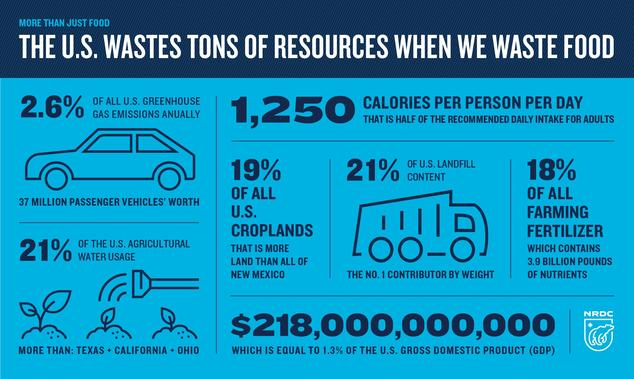 MORE THAN JUST FOOD
THE U.S. WASTES TONS OF RESOURCES WHEN WE WASTE FOOD
2.6% OF ALL U.S. GREENHOUSE
GAS EMISSIONS ANUALLY
37 MILLION PASSENGER VEHICLES' WORTH
21% OF THE U.S. AGRICULTURAL
WATER USAGE
MORE THAN: TEXAS + CALIFORNIA + OHIO
1,250 CALORIES PER PERSON PER DAY
THAT IS HALF OF THE RECOMMENDED DAILY INTAKE FOR ADULTS
19%
OF ALL
U.S.
CROPLANDS
THAT IS MORE
LAND THAN ALL OF
NEW MEXICO
21% OF U.S. LANDFILL
CONTENT
THE NO. 1 CONTRIBUTOR BY WEIGHT
18%
OF ALL
FARMING
FERTILIZER
WHICH CONTAINS
3.9 BILLION POUNDS
OF NUTRIENTS
$218,000,000,000
WHICH IS EQUAL TO 1.3% OF THE U.S. GROSS DOMESTIC PRODUCT (GDP)
NRDC